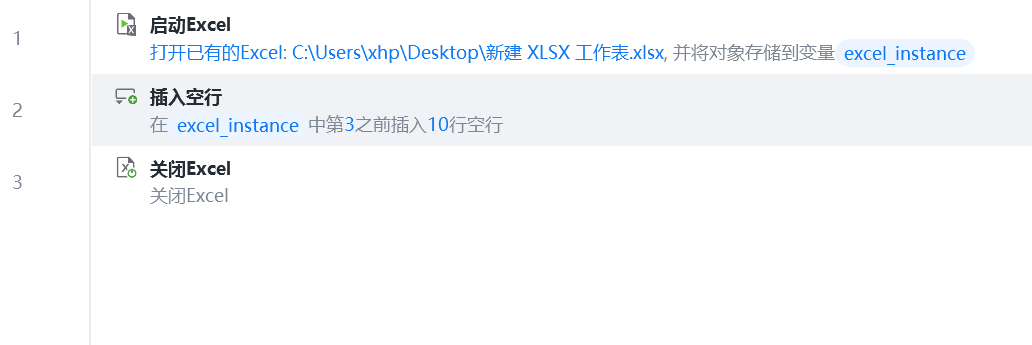 1
启动Excel
打开已有的Excel: C:\Users\xhp\Desktop\新建 XLSX 工作表.xlsx, 并将对象存储到变量 excel_instance
2
插入空行
在 excel_instance 中第3之前插入10行空行
3
关闭Excel
关闭Excel